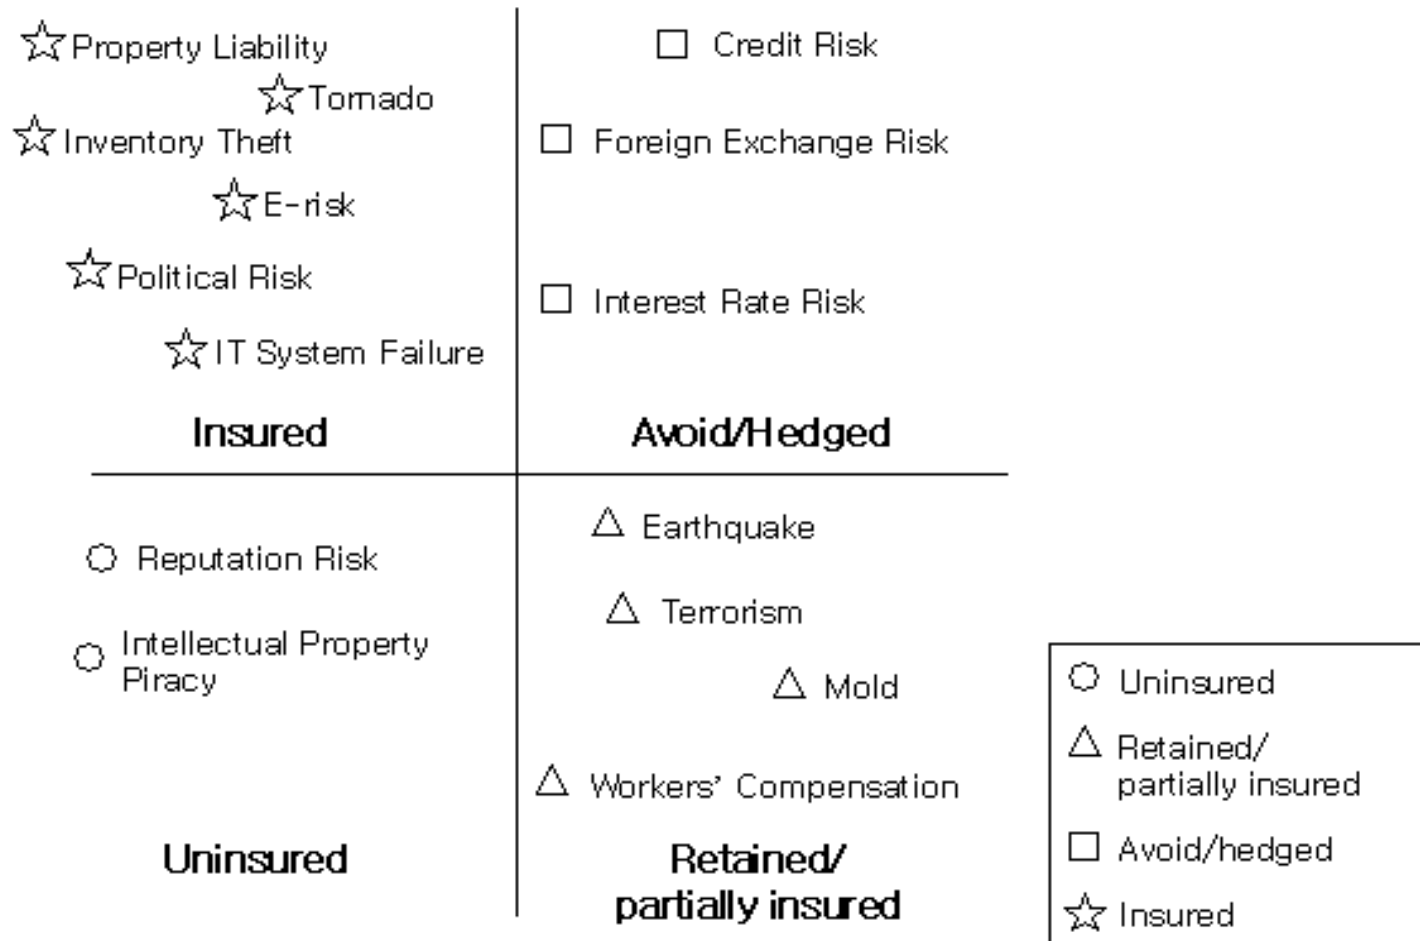 Property Liability
Tornado
Inventory Theft
E-risk
Political Risk
IT System Failure
Insured
Credit Risk
Foreign Exchange Risk
Interest Rate Risk
Avoid/Hedged
Reputation Risk
Intellectual Property
Piracy
Uninsured
Earthquake
Terrorism
Mold
Workers' Compensation
Retained/
partially insured
Uninsured
Retained/
partially insured
Avoid/hedged
Insured